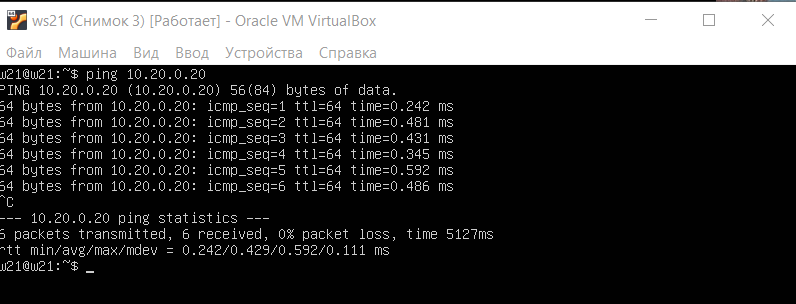 ws21 (Снимок 3) [Работает] - Oracle VM VirtualBox
Файл Машина Вид Ввод Устройства Справка
w21@w21:~$ ping 10.20.0.20
PING 10.20.0.20 (10.20.0.20) 56(84) bytes of data.
64 bytes from 10.20.0.20: icmp_seq=1 ttl=64 time=0.242 ms
64 bytes from 10.20.0.20: icmp_seq=2 ttl=64 time=0.481 ms
64 bytes from 10.20.0.20: icmp_seq=3 ttl=64 time=0.431 ms
64 bytes from 10.20.0.20: icmp_seq=4 ttl=64 time=0.345 ms
64 bytes from 10.20.0.20: icmp_seq=5 ttl=64 time=0.592 ms
64 bytes from 10.20.0.20: icmp_seq=6 ttl=64 time=0.486 ms
^C
--- 10.20.0.20 ping statistics ---
6 packets transmitted, 6 received, 0% packet loss, time 5127ms
rtt min/avg/max/mdev = 0.242/0.429/0.592/0.111 ms
w21@w21:~$ _